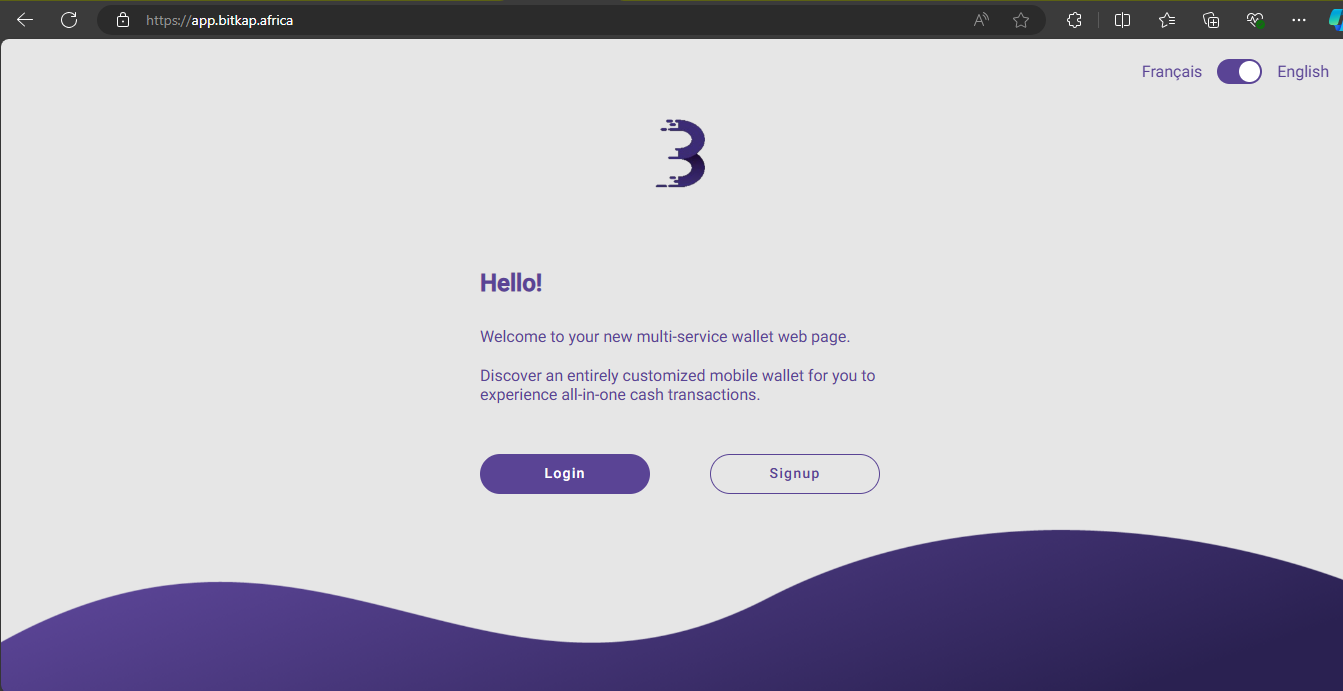 https://app.bitkap.africa
Français English
Hello!
Welcome to your new multi-service wallet web page.
Discover an entirely customized mobile wallet for you to
experience all-in-one cash transactions.
Login Signup